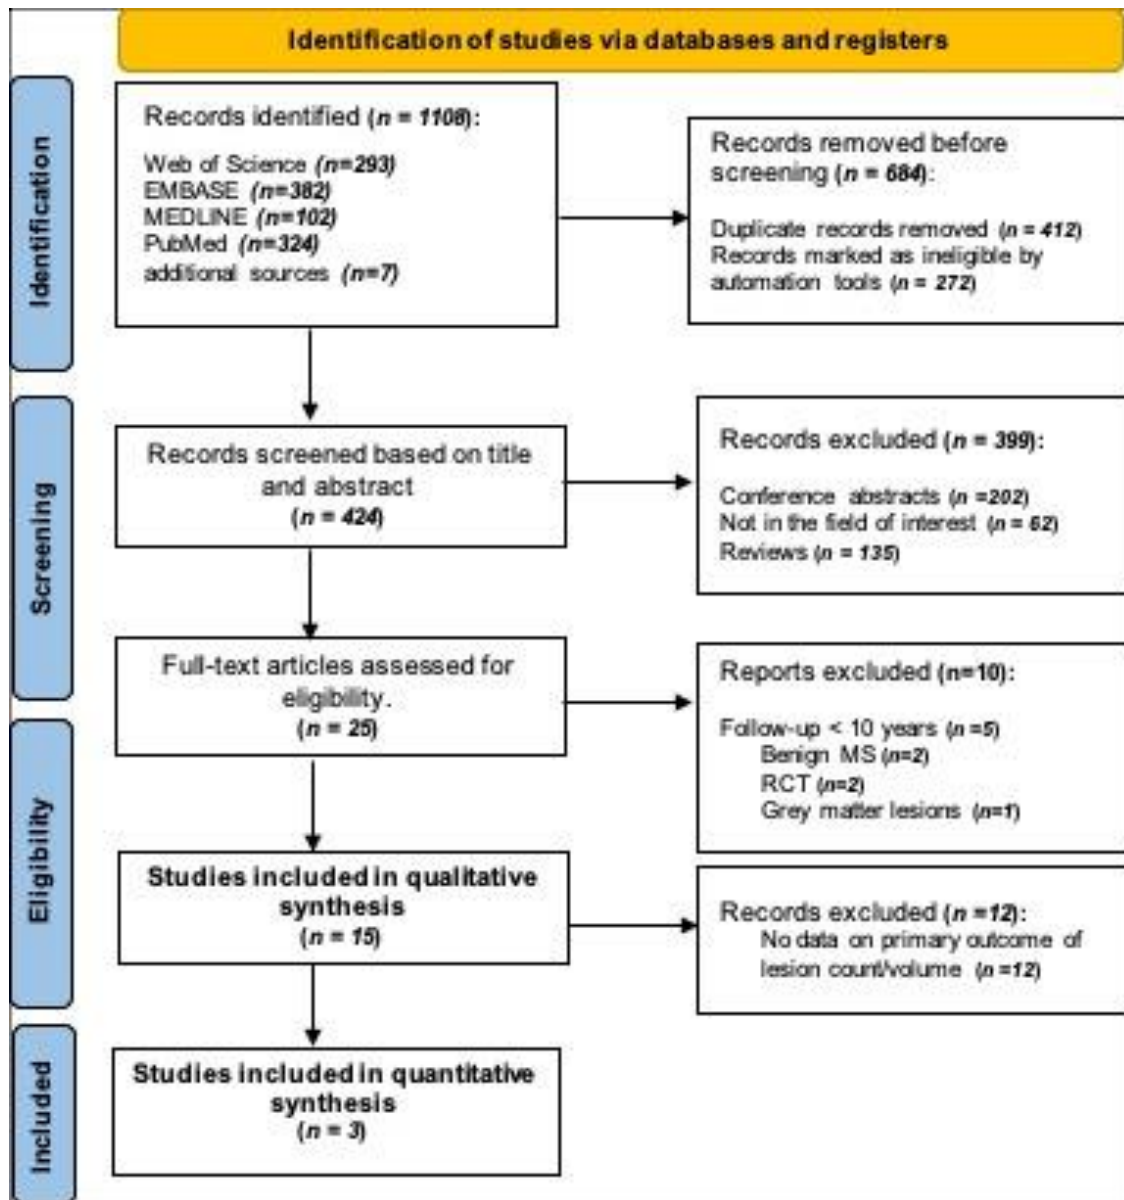 Identification of studies via databases and registers
Identification
Records identified (n = 1108):
Web of Science (n=293)
EMBASE (n=382)
MEDLINE (n=102)
PubMed (n=324)
additional sources (n=7)
Records removed before
screening (n = 684):
Duplicate records removed (n = 412)
Records marked as ineligible by
automation tools (n = 272)
Screening
Records screened based on title
and abstract
(n = 424)
Records excluded (n = 399):
Conference abstracts (n =202)
Not in the field of interest (n = 62)
Reviews (n = 135)
Full-text articles assessed for
eligibility.
(n = 25)
Reports excluded (n=10):
Follow-up < 10 years (n =5)
Benign MS (n=2)
RCT (n=2)
Grey matter lesions (n=1)
Eligibility
Studies included in qualitative
synthesis
(n = 15)
Records excluded (n =12):
No data on primary outcome of
lesion count/volume (n =12)
Included
Studies included in quantitative
synthesis
(n = 3)